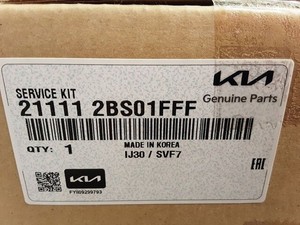 SERVICE KIT
21111 2BS01FFF
KIA
Genuine Parts
QTY: 1
MADE IN KOREA
IJ30 / SVF7
EAC
KIA